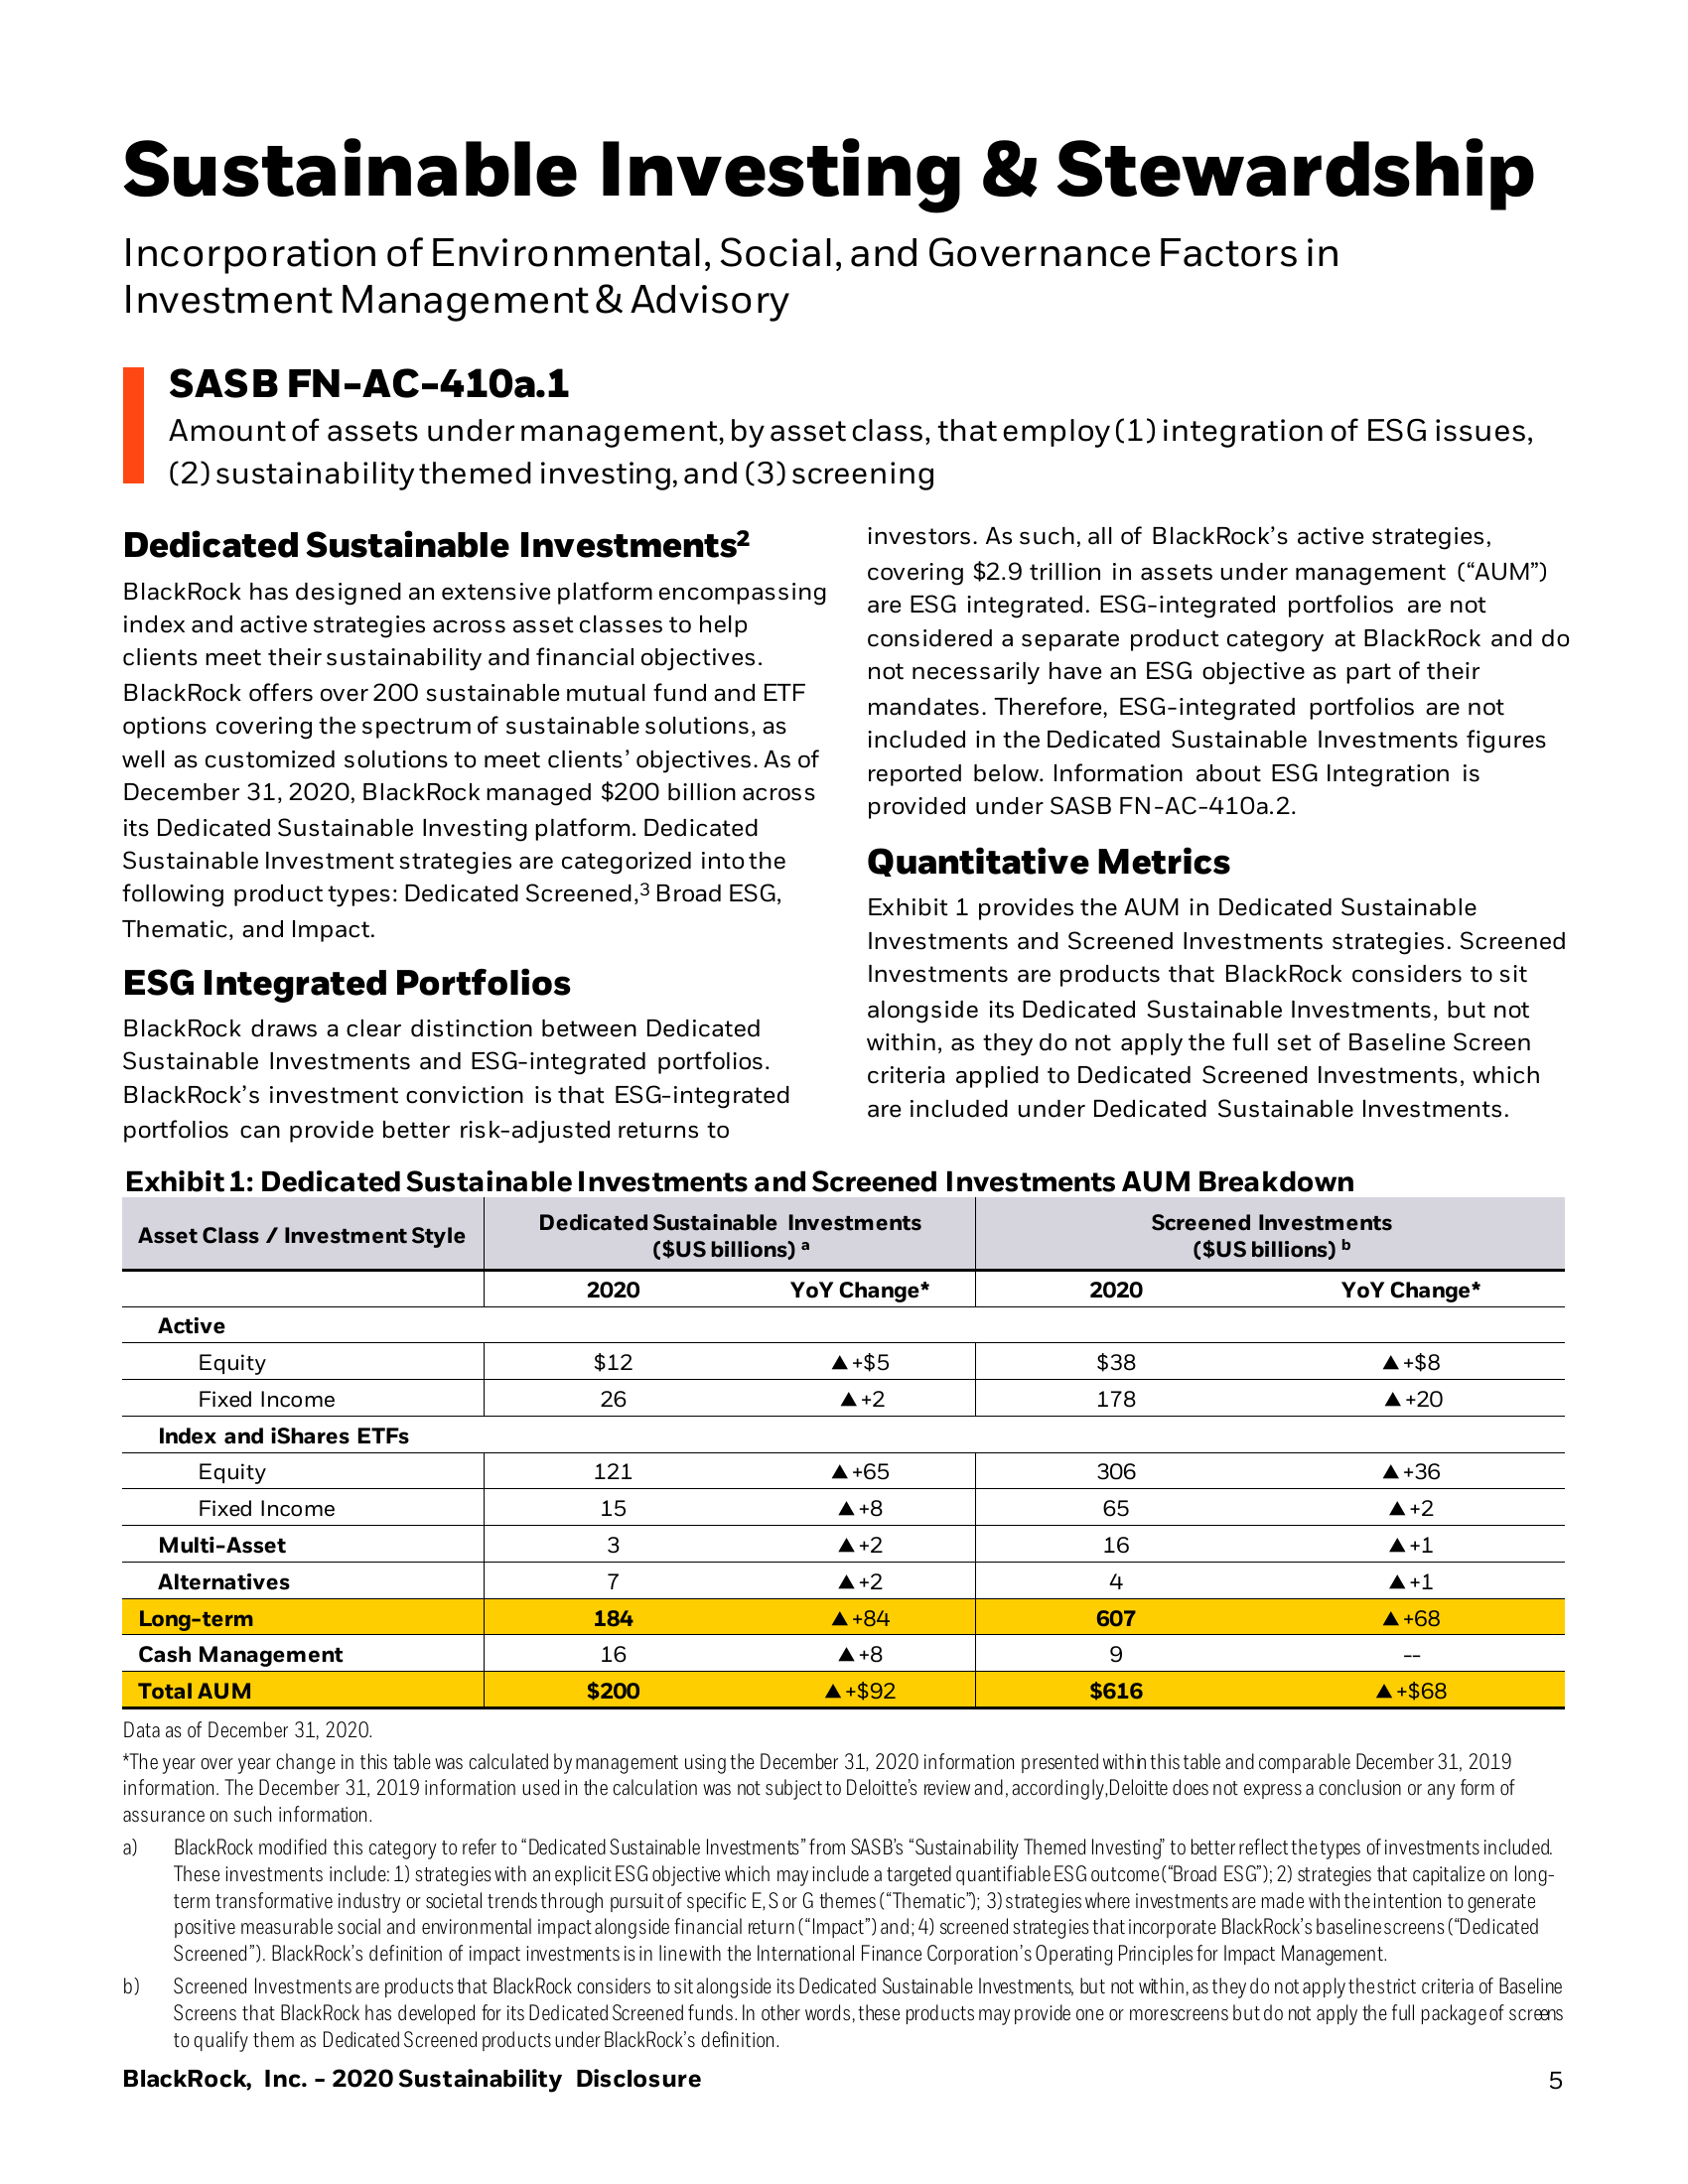 Sustainable Investing & Stewardship
Incorporation of Environmental, Social, and Governance Factors in
Investment Management & Advisory
SASB FN-AC-410a.1
Amount of assets under management, by asset class, that employ (1) integration of ESG issues,
(2) sustainability themed investing, and (3) screening
Dedicated Sustainable Investments²
BlackRock has designed an extensive platform encompassing
index and active strategies across asset classes to help
clients meet their sustainability and financial objectives.
BlackRock offers over 200 sustainable mutual fund and ETF
options covering the spectrum of sustainable solutions, as
well as customized solutions to meet clients’ objectives. As of
December 31, 2020, BlackRock managed $200 billion across
its Dedicated Sustainable Investing platform. Dedicated
Sustainable Investment strategies are categorized into the
following product types: Dedicated Screened,³ Broad ESG,
Thematic, and Impact.
ESG Integrated Portfolios
BlackRock draws a clear distinction between Dedicated
Sustainable Investments and ESG-integrated portfolios.
BlackRock’s investment conviction is that ESG-integrated
portfolios can provide better risk-adjusted returns to
investors. As such, all of BlackRock’s active strategies,
covering $2.9 trillion in assets under management (“AUM”)
are ESG integrated. ESG-integrated portfolios are not
considered a separate product category at BlackRock and do
not necessarily have an ESG objective as part of their
mandates. Therefore, ESG-integrated portfolios are not
included in the Dedicated Sustainable Investments figures
reported below. Information about ESG Integration is
provided under SASB FN-AC-410a.2.
Quantitative Metrics
Exhibit 1 provides the AUM in Dedicated Sustainable
Investments and Screened Investments strategies. Screened
Investments are products that BlackRock considers to sit
alongside its Dedicated Sustainable Investments, but not
within, as they do not apply the full set of Baseline Screen
criteria applied to Dedicated Screened Investments, which
are included under Dedicated Sustainable Investments.
Exhibit 1: Dedicated Sustainable Investments and Screened Investments AUM Breakdown
Asset Class / Investment Style Dedicated Sustainable Investments ($US billions) ᵃ Screened Investments ($US billions) ᵇ
2020 YoY Change* 2020 YoY Change*
Active
Equity $12 ▲+$5 $38 ▲+$8
Fixed Income 26 ▲+2 178 ▲+20
Index and iShares ETFs
Equity 121 ▲+65 306 ▲+36
Fixed Income 15 ▲+8 65 ▲+2
Multi-Asset 3 ▲+2 16 ▲+1
Alternatives 7 ▲+2 4 ▲+1
Long-term 184 ▲+84 607 ▲+68
Cash Management 16 ▲+8 9 --
Total AUM $200 ▲+$92 $616 ▲+$68
Data as of December 31, 2020.
*The year over year change in this table was calculated by management using the December 31, 2020 information presented within this table and comparable December 31, 2019
information. The December 31, 2019 information used in the calculation was not subject to Deloitte’s review and, accordingly,Deloitte does not express a conclusion or any form of
assurance on such information.
a) BlackRock modified this category to refer to “Dedicated Sustainable Investments” from SASB’s “Sustainability Themed Investing” to better reflect the types of investments included.
These investments include: 1) strategies with an explicit ESG objective which may include a targeted quantifiable ESG outcome (“Broad ESG”); 2) strategies that capitalize on long-
term transformative industry or societal trends through pursuit of specific E,S or G themes (“Thematic”); 3) strategies where investments are made with the intention to generate
positive measurable social and environmental impact alongside financial return (“Impact”) and; 4) screened strategies that incorporate BlackRock’s baseline screens (“Dedicated
Screened”). BlackRock’s definition of impact investments is in line with the International Finance Corporation’s Operating Principles for Impact Management.
b) Screened Investments are products that BlackRock considers to sit alongside its Dedicated Sustainable Investments, but not within, as they do not apply the strict criteria of Baseline
Screens that BlackRock has developed for its Dedicated Screened funds. In other words, these products may provide one or more screens but do not apply the full package of screens
to qualify them as Dedicated Screened products under BlackRock’s definition.
BlackRock, Inc. - 2020 Sustainability Disclosure
5